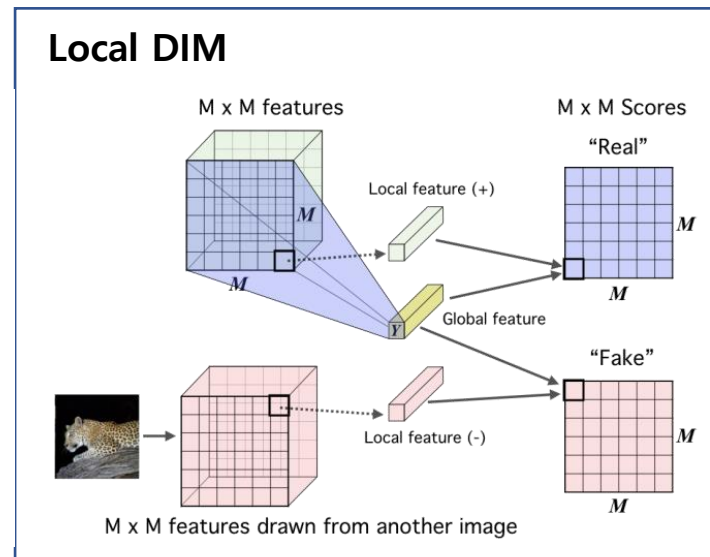 Local DIM
M x M features
M x M Scores
"Real"
Local feature (+)
M
M
M
M
Y
Global feature
"Fake"
Local feature (-)
M
M
M x M features drawn from another image